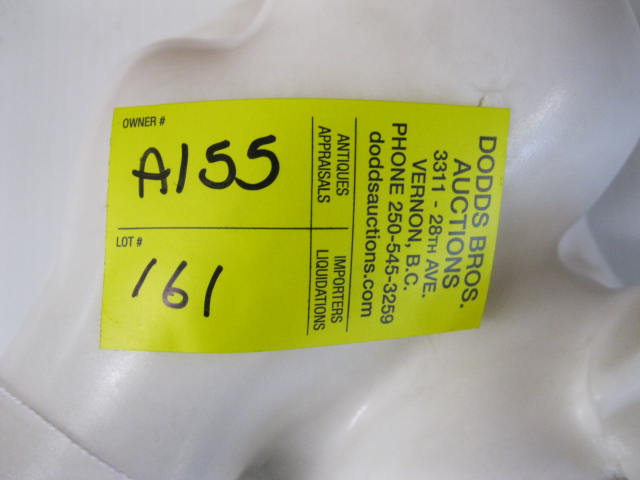 OWNER #
A155
LOT #
161
ANTIQUES
APPRAISALS
IMPORTERS
LIQUIDATIONS
DODDS BROS.
AUCTIONS
3311 - 28TH AVE.
VERNON, B.C.
PHONE 250-545-3259
doddsauctions.com